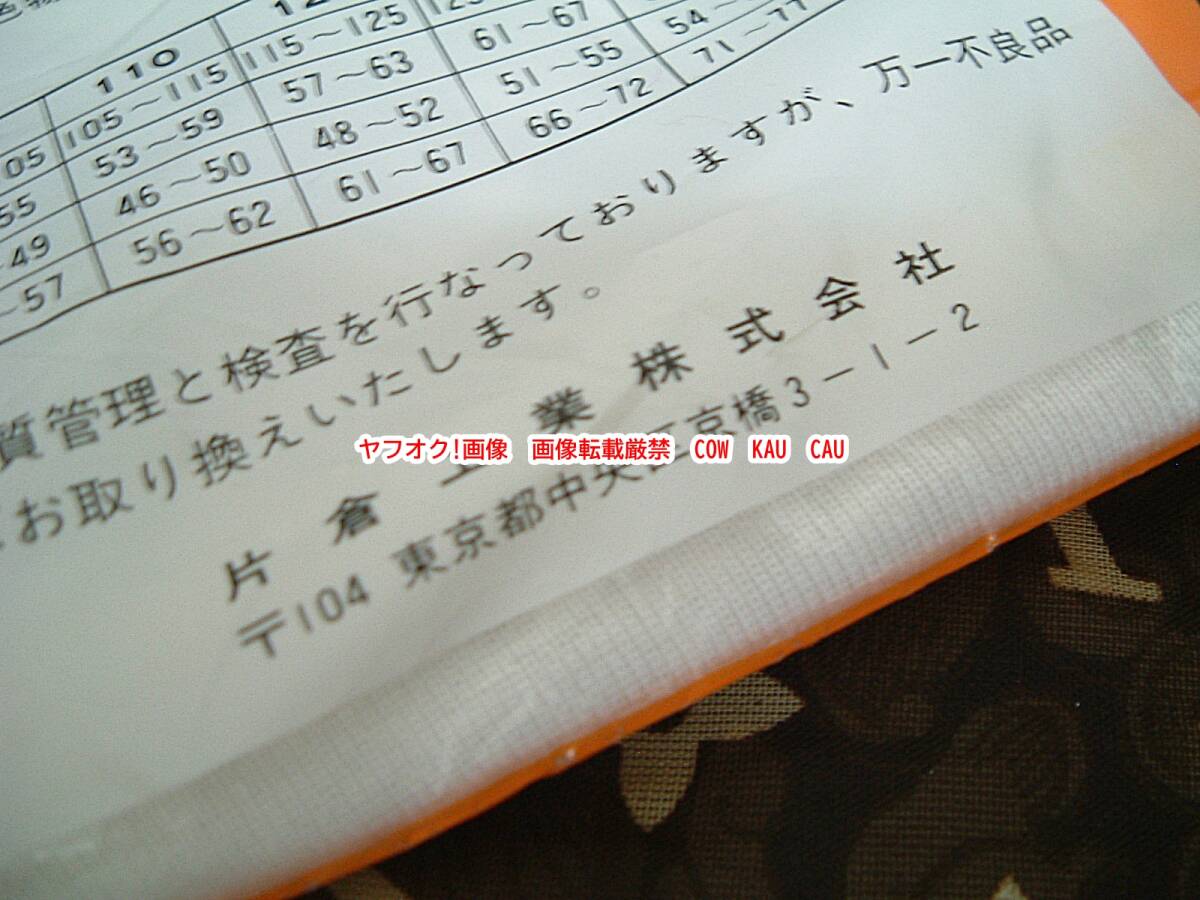 110
105～115 115～125
53～59 57～63 61～67
55 46～50 48～52 51～55
49 56～62 61～67 66～72 71～77
57
質管理と検査を行なっておりますが、万一不良品
お取り換えいたします。
片倉工業株式会社
〒104 東京都中央区京橋3-1-2
ヤフオク!画像 画像転載厳禁 COW KAU CAU